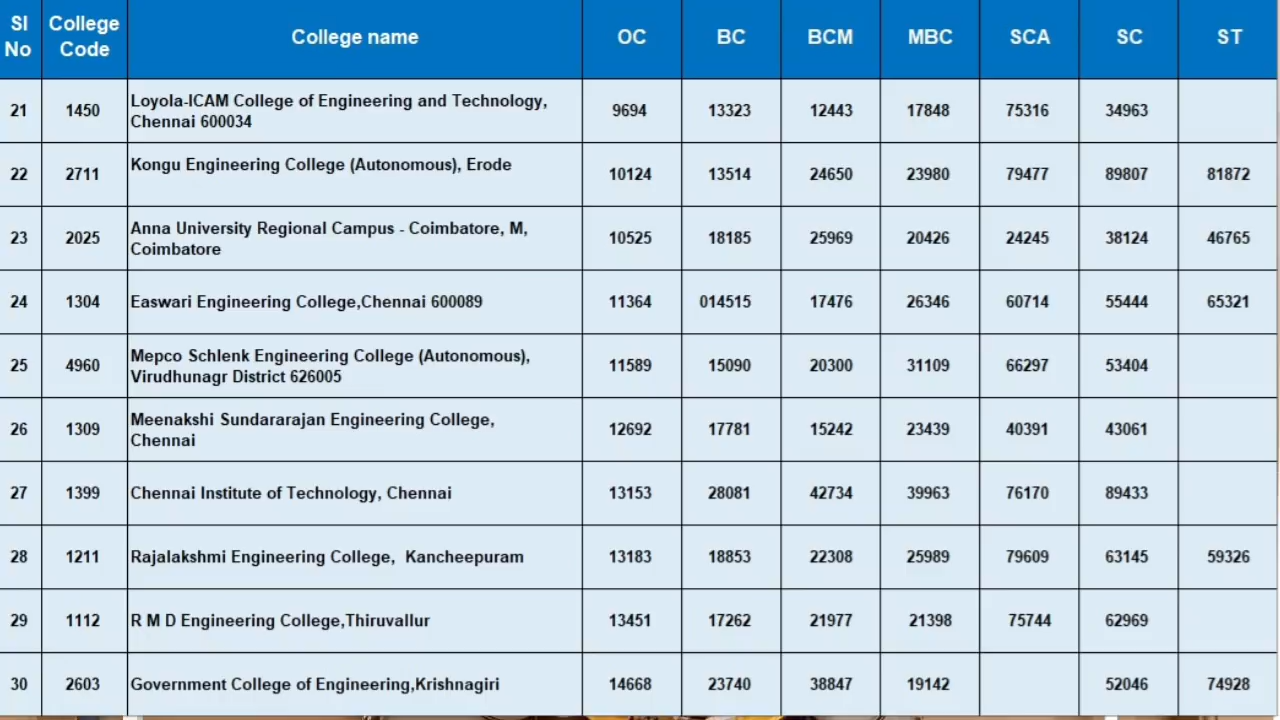 Sl No College Code College name OC BC BCM MBC SCA SC ST
21 1450 Loyola-ICAM College of Engineering and Technology, Chennai 600034 9694 13323 12443 17848 75316 34963
22 2711 Kongu Engineering College (Autonomous), Erode 10124 13514 24650 23980 79477 89807 81872
23 2025 Anna University Regional Campus - Coimbatore, M, Coimbatore 10525 18185 25969 20426 24245 38124 46765
24 1304 Easwari Engineering College,Chennai 600089 11364 014515 17476 26346 60714 55444 65321
25 4960 Mepco Schlenk Engineering College (Autonomous), Virudhunagr District 626005 11589 15090 20300 31109 66297 53404
26 1309 Meenakshi Sundararajan Engineering College, Chennai 12692 17781 15242 23439 40391 43061
27 1399 Chennai Institute of Technology, Chennai 13153 28081 42734 39963 76170 89433
28 1211 Rajalakshmi Engineering College, Kancheepuram 13183 18853 22308 25989 79609 63145 59326
29 1112 R M D Engineering College,Thiruvallur 13451 17262 21977 21398 75744 62969
30 2603 Government College of Engineering,Krishnagiri 14668 23740 38847 19142 52046 74928